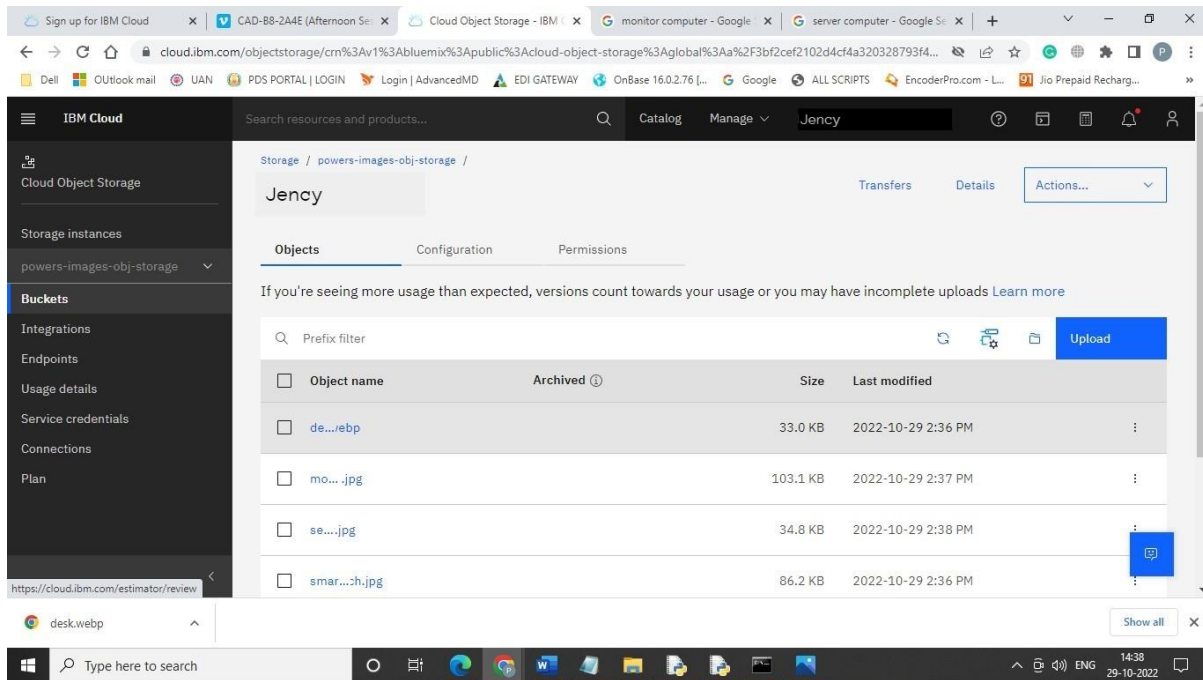 Sign up for IBM Cloud
CAD-B8-2A4E (Afternoon Se
Cloud Object Storage - IBM
monitor computer - Google
server computer - Google Se
cloud.ibm.com/objectstorage/crn%3Av1%3Abluemix%3Apublic%3Acloud-object-storage%3Aglobal%3Aa%2F3bf2cef2102d4cf4a320328793f4...
Dell
OUtlook mail
UAN
PDS PORTAL | LOGIN
Login | AdvancedMD
EDI GATEWAY
OnBase 16.0.2.76 [...
Google
ALL SCRIPTS
EncoderPro.com - L...
Jio Prepaid Recharg...
IBM Cloud
Search resources and products...
Catalog
Manage
Jency
Cloud Object Storage
Storage instances
powers-images-obj-storage
Buckets
Integrations
Endpoints
Usage details
Service credentials
Connections
Plan
https://cloud.ibm.com/estimator/review
Storage / powers-images-obj-storage /
Jency
Transfers
Details
Actions...
Objects
Configuration
Permissions
If you're seeing more usage than expected, versions count towards your usage or you may have incomplete uploads Learn more
Prefix filter
Upload
Object name Archived Size Last modified
de...ebp 33.0 KB 2022-10-29 2:36 PM
mo... .jpg 103.1 KB 2022-10-29 2:37 PM
se....jpg 34.8 KB 2022-10-29 2:38 PM
smar...ch.jpg 86.2 KB 2022-10-29 2:36 PM
desk.webp
Show all
Type here to search
ENG
14:38
29-10-2022